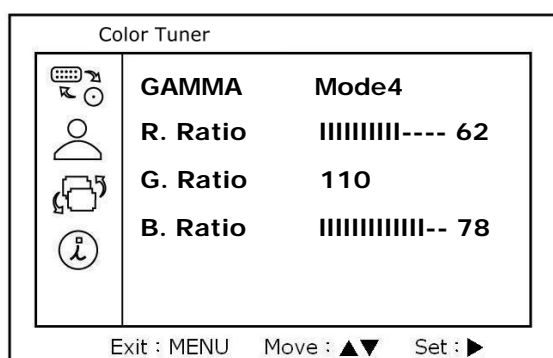 Color Tuner
GAMMA Mode4
R. Ratio IIIIIIIIII---- 62
G. Ratio 110
B. Ratio IIIIIIIIIIIII-- 78
Exit : MENU Move : ▲▼ Set : ▶